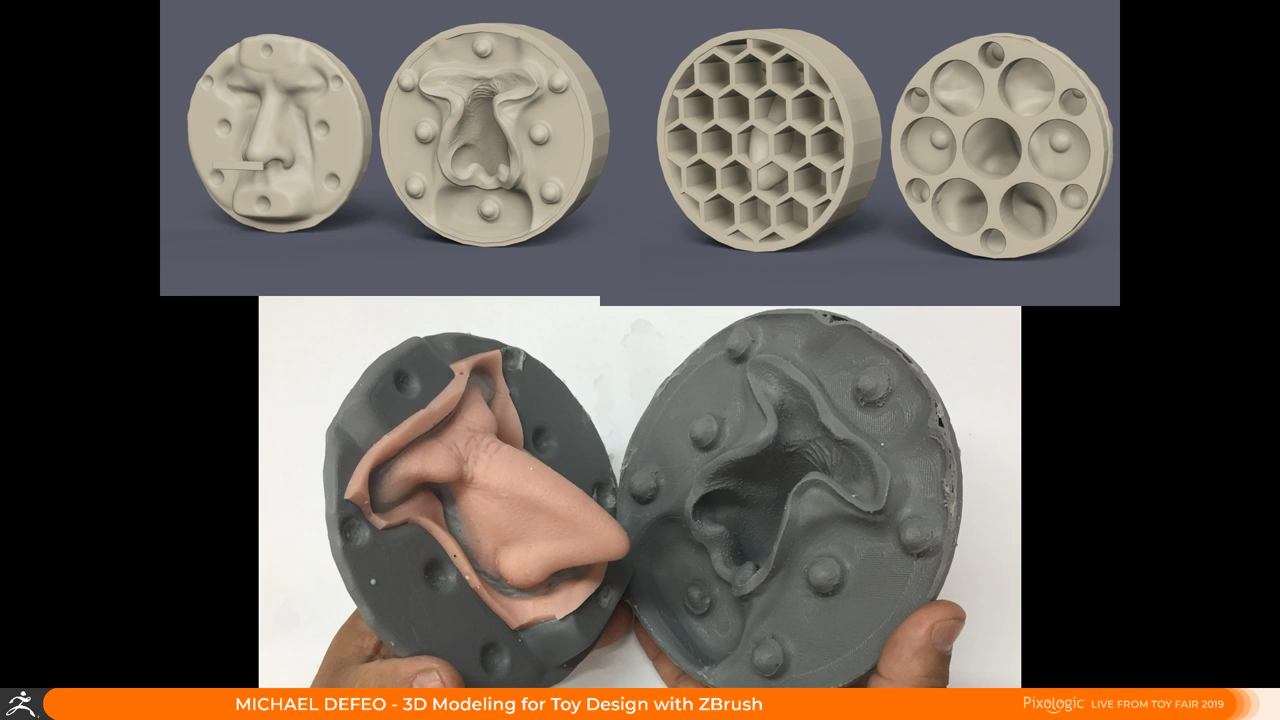 MICHAEL DEFEO - 3D Modeling for Toy Design with ZBrush
Pixologic LIVE FROM TOY FAIR 2019